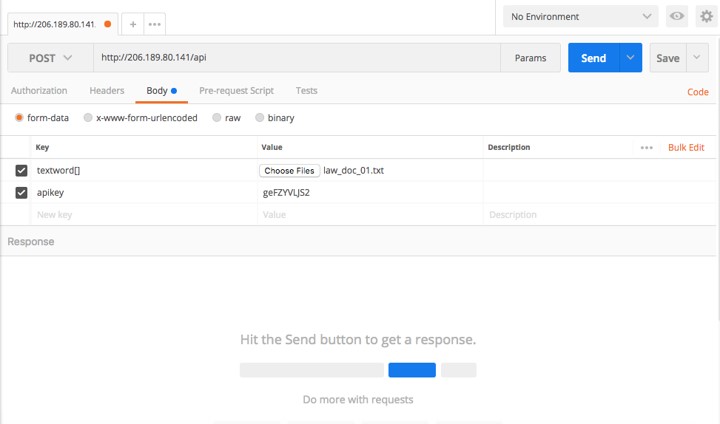 http://206.189.80.141: + ••• No Environment
POST http://206.189.80.141/api Params Send Save
Authorization Headers Body Pre-request Script Tests Code
form-data x-www-form-urlencoded raw binary
Key Value Description ••• Bulk Edit
textword[] Choose Files law_doc_01.txt
apikey geFZYVLJS2
New key Value Description
Response
Hit the Send button to get a response.
Do more with requests